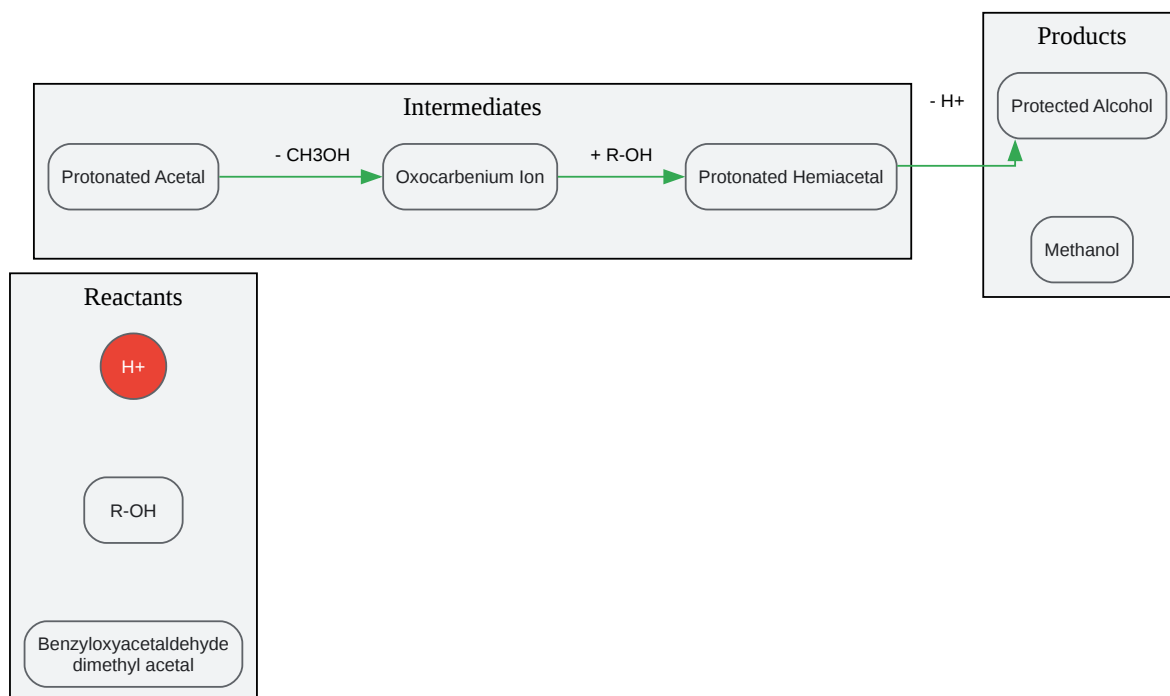 Products
Protected Alcohol
Methanol
- H+
Intermediates
Protonated Acetal
- CH3OH
Oxocarbenium Ion
+ R-OH
Protonated Hemiacetal
Reactants
H+
R-OH
Benzyloxyacetaldehyde
dimethyl acetal